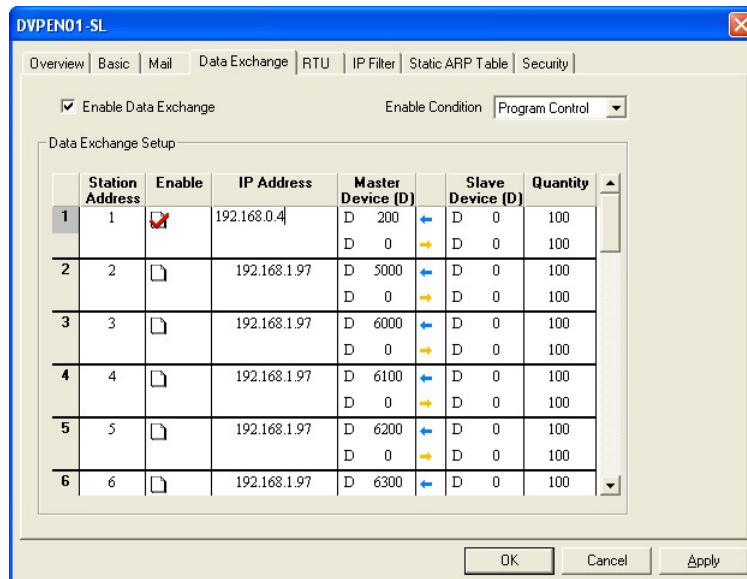 DVPEN01-SL
Overview Basic Mail Data Exchange RTU IP Filter Static ARP Table Security
Enable Data Exchange Enable Condition Program Control
Data Exchange Setup
Station Address Enable IP Address Master Device (D) Slave Device (D) Quantity
1 1 192.168.0.4 D 200 D 0 100
D 0 D 0 100
2 2 192.168.1.97 D 5000 D 0 100
D 0 D 0 100
3 3 192.168.1.97 D 6000 D 0 100
D 0 D 0 100
4 4 192.168.1.97 D 6100 D 0 100
D 0 D 0 100
5 5 192.168.1.97 D 6200 D 0 100
D 0 D 0 100
6 6 192.168.1.97 D 6300 D 0 100
OK Cancel Apply